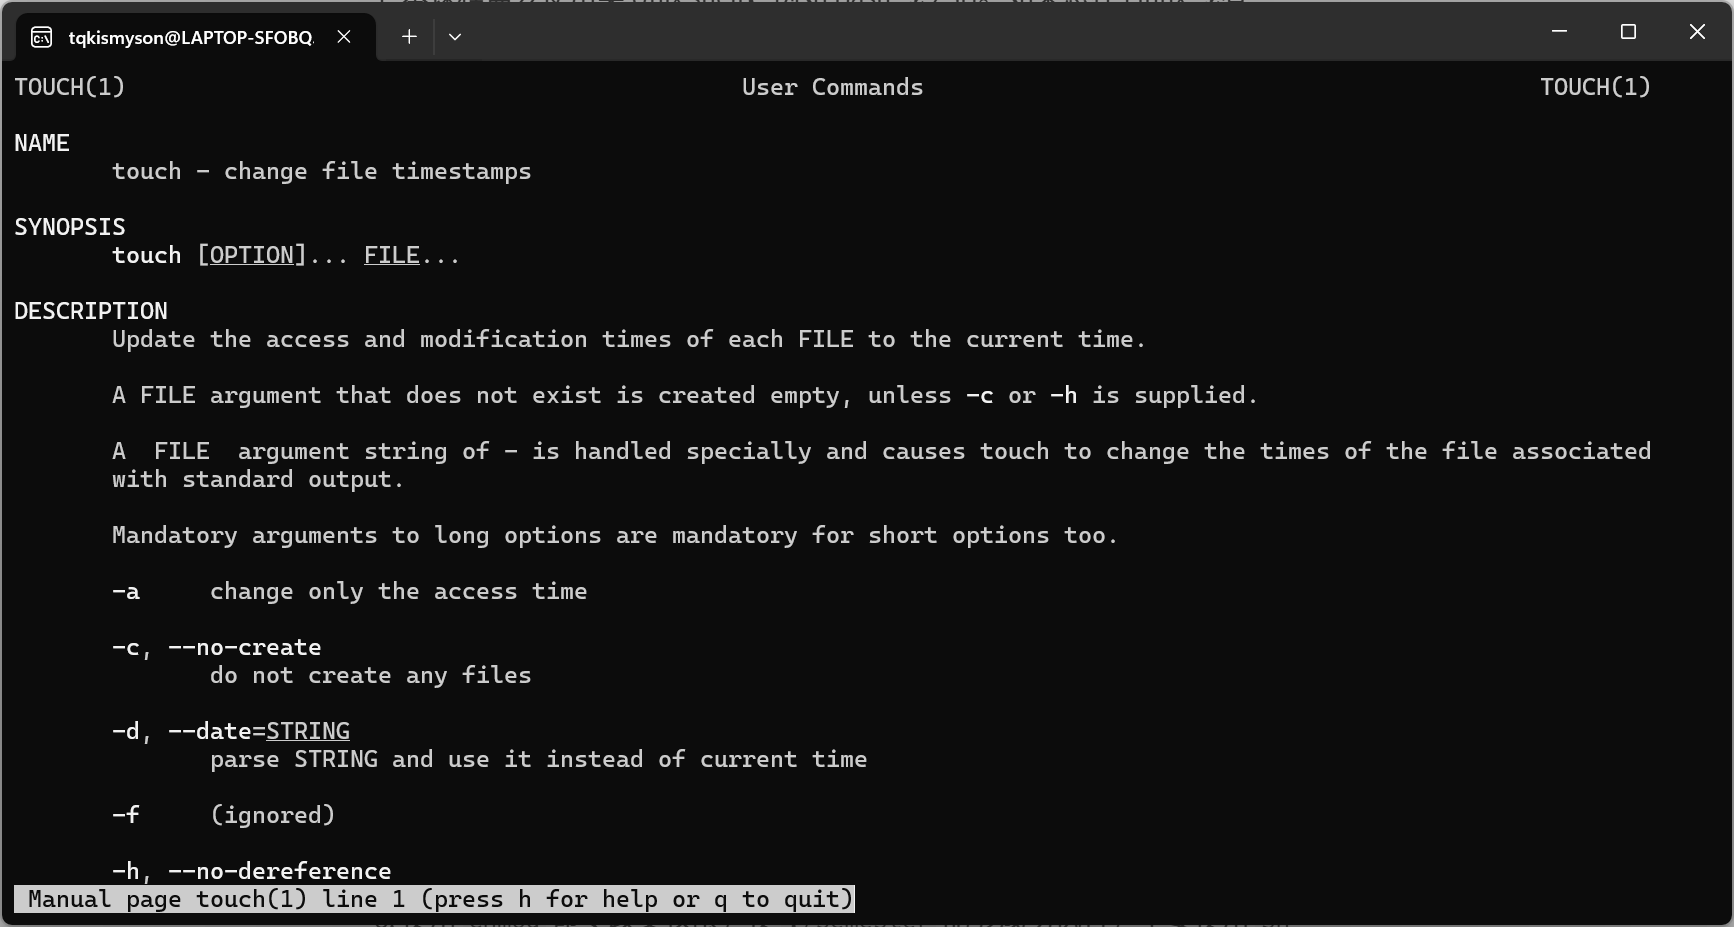 tqkismyson@LAPTOP-SFOBQ.
TOUCH(1) User Commands TOUCH(1)
NAME
touch - change file timestamps
SYNOPSIS
touch [OPTION]... FILE...
DESCRIPTION
Update the access and modification times of each FILE to the current time.
A FILE argument that does not exist is created empty, unless -c or -h is supplied.
A  FILE  argument string of - is handled specially and causes touch to change the times of the file associated
with standard output.
Mandatory arguments to long options are mandatory for short options too.
-a change only the access time
-c, --no-create
do not create any files
-d, --date=STRING
parse STRING and use it instead of current time
-f (ignored)
-h, --no-dereference
Manual page touch(1) line 1 (press h for help or q to quit)